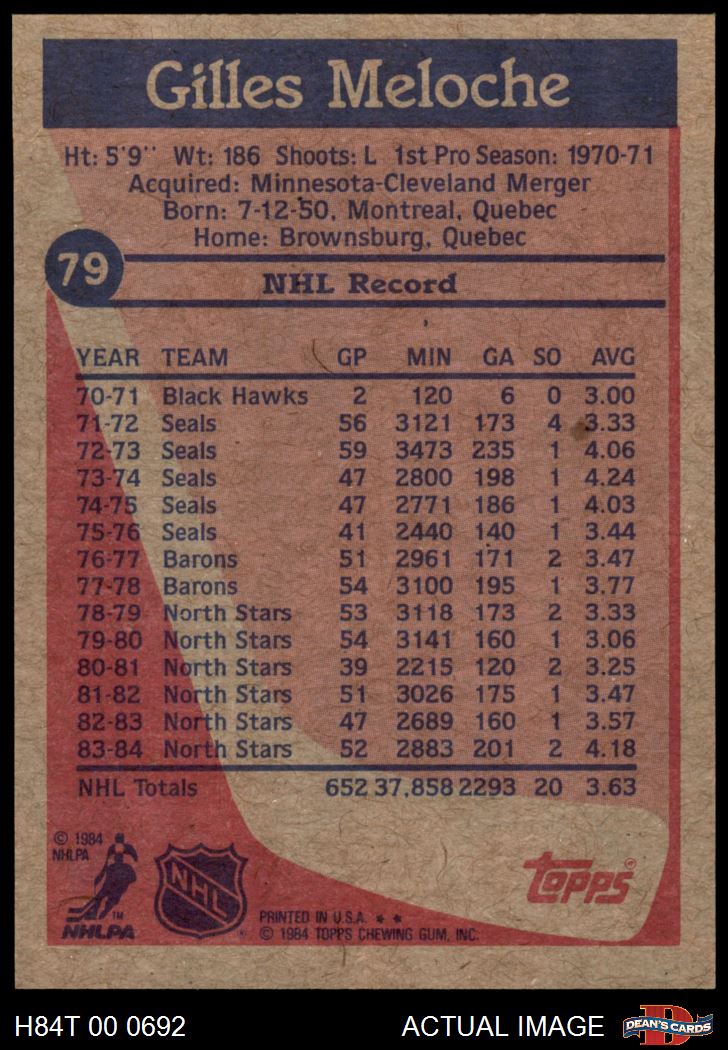 Gilles Meloche
Ht: 5'9'' Wt: 186 Shoots: L 1st Pro Season: 1970-71
Acquired: Minnesota-Cleveland Merger
Born: 7-12-50, Montreal, Quebec
Home: Brownsburg, Quebec
79
NHL Record
YEAR TEAM GP MIN GA SO AVG
70-71 Black Hawks 2 120 6 0 3.00
71-72 Seals 56 3121 173 4 3.33
72-73 Seals 59 3473 235 1 4.06
73-74 Seals 47 2800 198 1 4.24
74-75 Seals 47 2771 186 1 4.03
75-76 Seals 41 2440 140 1 3.44
76-77 Barons 51 2961 171 2 3.47
77-78 Barons 54 3100 195 1 3.77
78-79 North Stars 53 3118 173 2 3.33
79-80 North Stars 54 3141 160 1 3.06
80-81 North Stars 39 2215 120 2 3.25
81-82 North Stars 51 3026 175 1 3.47
82-83 North Stars 47 2689 160 1 3.57
83-84 North Stars 52 2883 201 2 4.18
NHL Totals 652 37,858 2293 20 3.63
© 1984
NHLPA
TM
NHLPA
NHL
®
topps®
PRINTED IN U.S.A. * *
© 1984 TOPPS CHEWING GUM, INC.
H84T 00 0692 ACTUAL IMAGE
D
DEAN'S CARDS